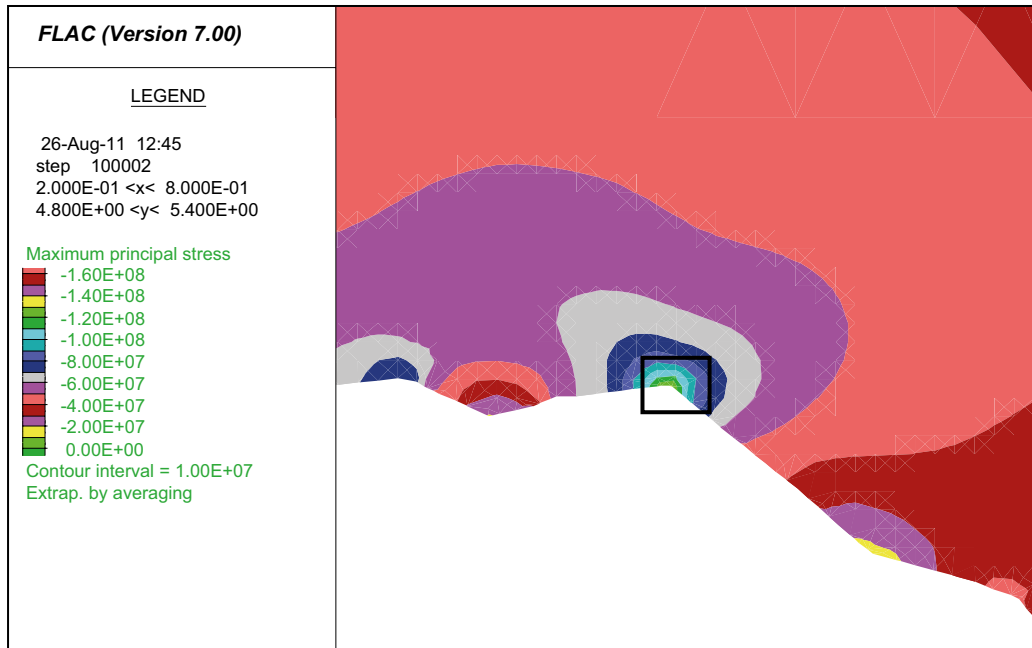 FLAC (Version 7.00)
LEGEND
26-Aug-11 12:45
step 100002
2.000E-01 <x< 8.000E-01
4.800E+00 <y< 5.400E+00
Maximum principal stress
-1.60E+08
-1.40E+08
-1.20E+08
-1.00E+08
-8.00E+07
-6.00E+07
-4.00E+07
-2.00E+07
0.00E+00
Contour interval = 1.00E+07
Extrap. by averaging